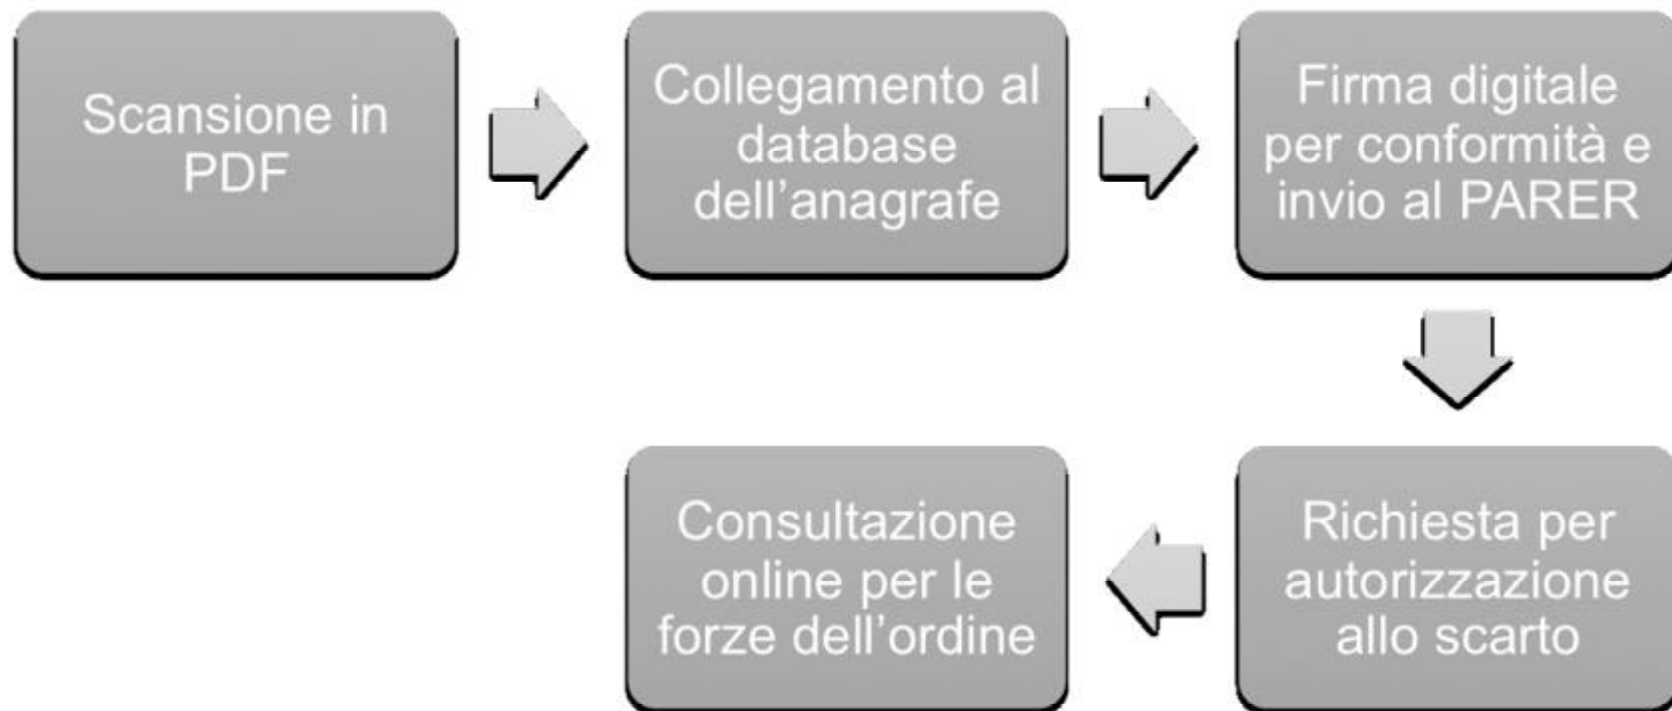 Scansione in
PDF
Collegamento al
database
dell’anagrafe
Firma digitale
per conformità e
invio al PARER
Richiesta per
autorizzazione
allo scarto
Consultazione
online per le
forze dell’ordine